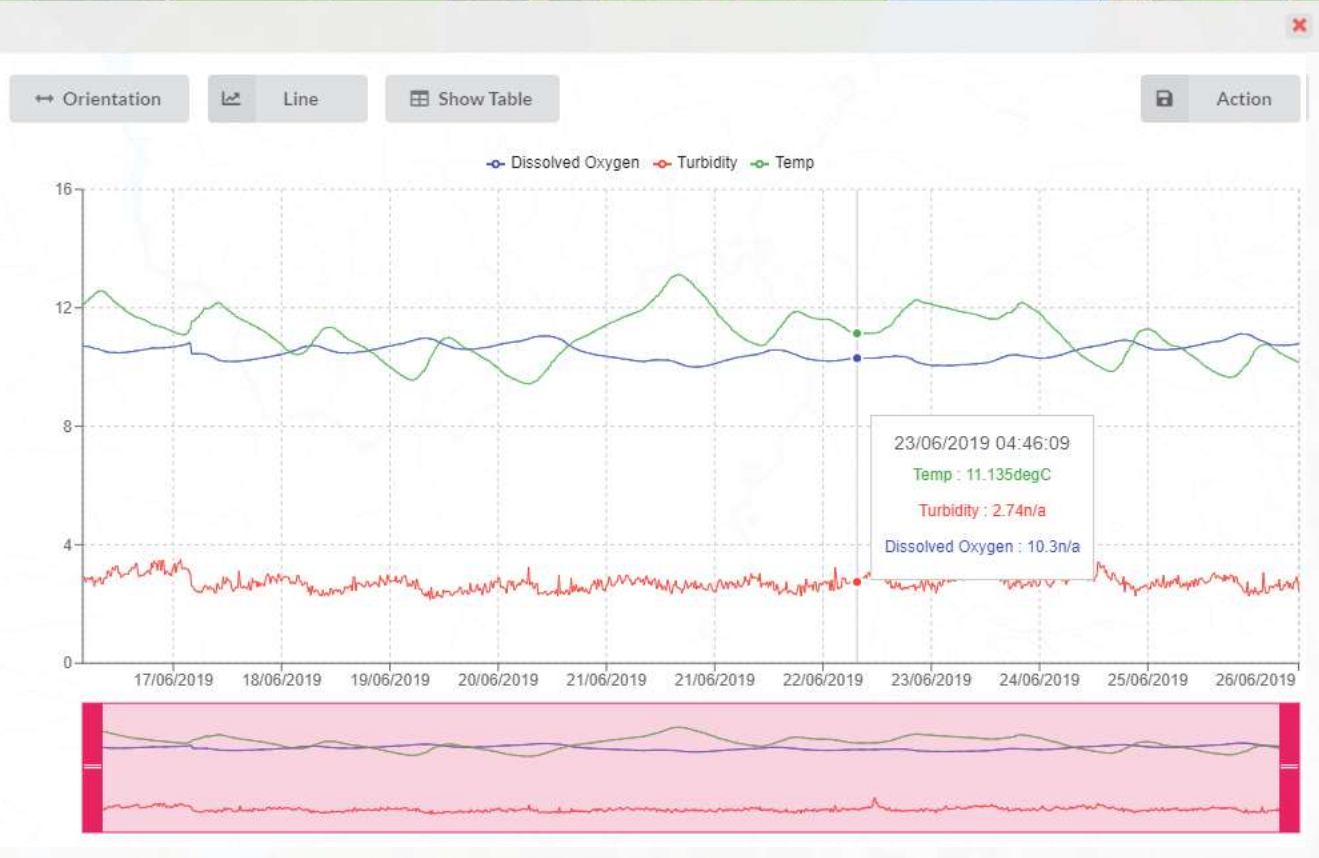 Orientation
Line
Show Table
Action
Dissolved Oxygen Turbidity Temp
16
12
8
4
0
23/06/2019 04:46:09
Temp : 11.135degC
Turbidity : 2.74n/a
Dissolved Oxygen : 10.3n/a
17/06/2019 18/06/2019 19/06/2019 20/06/2019 21/06/2019 21/06/2019 22/06/2019 23/06/2019 24/06/2019 25/06/2019 26/06/2019